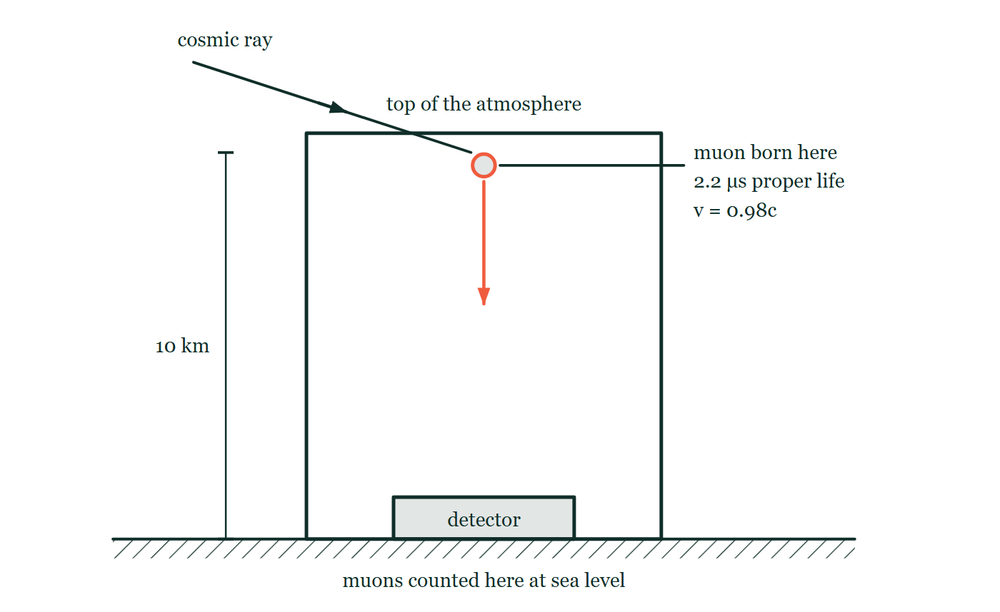 cosmic ray
top of the atmosphere
muon born here
2.2 µs proper life
v = 0.98c
10 km
detector
muons counted here at sea level